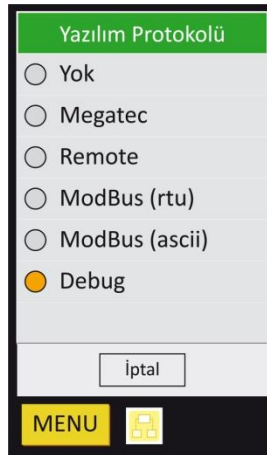 Yazılım Protokolü
Yok
Megatec
Remote
ModBus (rtu)
ModBus (ascii)
Debug
İptal
MENU